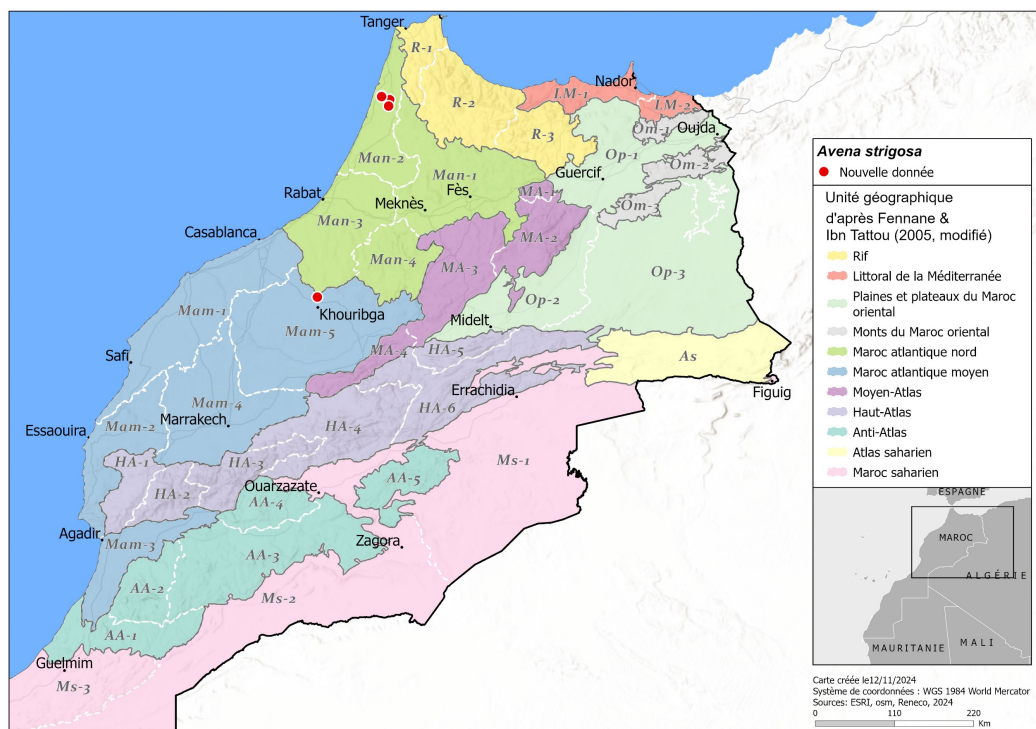 Tanger
R-1
Nador
LM-1
LM-2
R-2
R-3
Om-1
Oujda
Man-2
Op-1
Om-2
Guercif
Man-1
Fès
MA-1
Rabat
Meknès
Om-3
Man-3
Casablanca
MA-2
Man-4
MA-3
Op-3
Mam-1
Khouribga
Op-2
Mam-5
Midelt
Safi
MA-4
HA-5
As
Errachidia
Figuig
Mam-4
HA-6
Marrakech
Essaouira
Mam-2
HA-4
HA-1
HA-3
Ms-1
HA-2
Ouarzazate
AA-5
AA-4
Agadir
Mam-3
Zagora
AA-3
AA-2
Ms-2
AA-1
Guelmim
Ms-3
Avena strigosa
Nouvelle donnée
Unité géographique
d'après Fennane &
Ibn Tattou (2005, modifié)
Rif
Littoral de la Méditerranée
Plaines et plateaux du Maroc
oriental
Monts du Maroc oriental
Maroc atlantique nord
Maroc atlantique moyen
Moyen-Atlas
Haut-Atlas
Anti-Atlas
Atlas saharien
Maroc saharien
ESPAGNE
MAROC
ALGÉRIE
MAURITANIE
MALI
Carte créée le12/11/2024
Système de coordonnées : WGS 1984 World Mercator
Sources: ESRI, osm, Reneco, 2024
0 110 220
Km